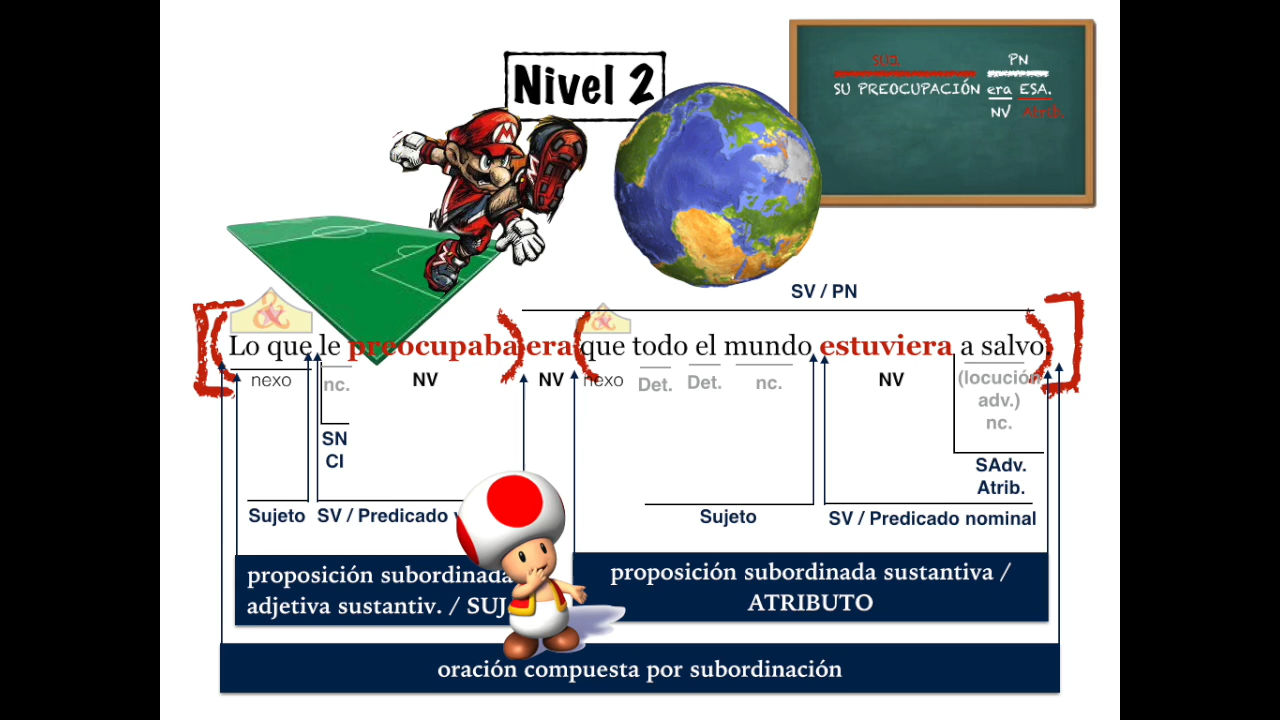 Nivel 2
SUJ. PN
SU PREOCUPACIÓN era ESA.
NV Atrib.
SV / PN
Lo que le preocupaba era que todo el mundo estuviera a salvo.
nexo nc. NV NV nexo Det. Det. nc. NV (locución
adv.)
nc.
SN
CI
SAdv.
Atrib.
Sujeto SV / Predicado Sujeto SV / Predicado nominal
proposición subordinada
adjetiva sustantiv. / SUJ
proposición subordinada sustantiva /
ATRIBUTO
oración compuesta por subordinación